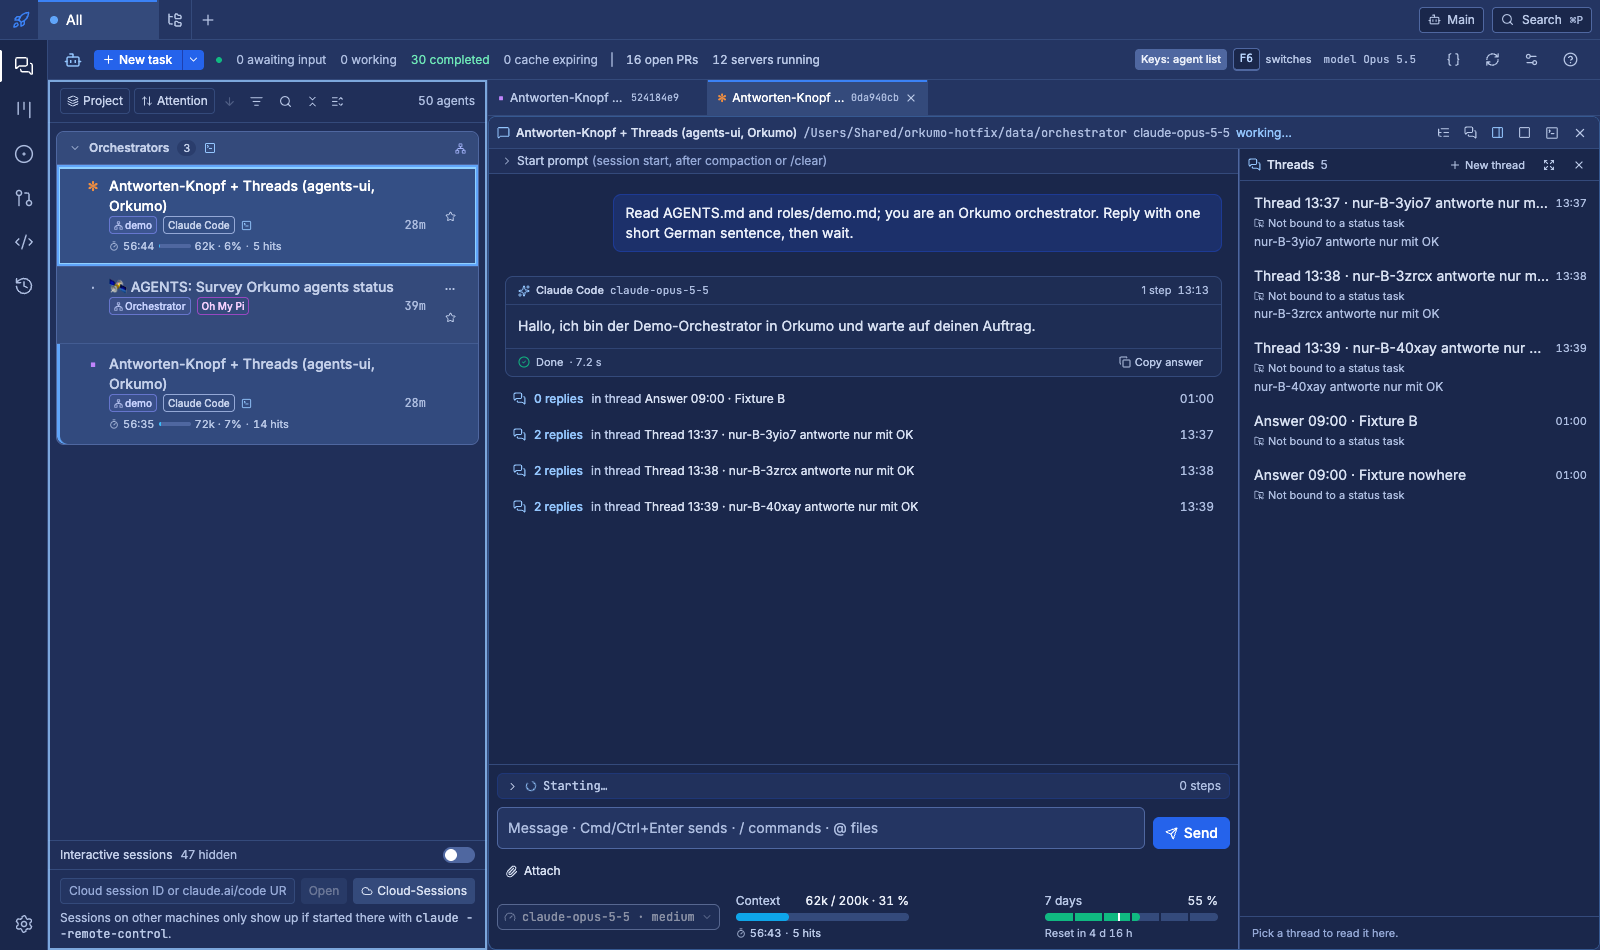 All
Main
Search ⌘P
New task
0 awaiting input
0 working
30 completed
0 cache expiring
16 open PRs
12 servers running
Keys: agent list
F6
switches
model Opus 5.5
Project
Attention
50 agents
Orchestrators 3
Antworten-Knopf + Threads (agents-ui,
Orkumo)
demo
Claude Code
28m
56:44
62k · 6% · 5 hits
AGENTS: Survey Orkumo agents status
Orchestrator
Oh My Pi
39m
Antworten-Knopf + Threads (agents-ui,
Orkumo)
demo
Claude Code
28m
56:35
72k · 7% · 14 hits
Interactive sessions 47 hidden
Cloud session ID or claude.ai/code UR
Open
Cloud-Sessions
Sessions on other machines only show up if started there with claude -
-remote-control.
Antworten-Knopf ... 524184e9
Antworten-Knopf ... 0da940cb
Antworten-Knopf + Threads (agents-ui, Orkumo) /Users/Shared/orkumo-hotfix/data/orchestrator claude-opus-5-5 working...
Start prompt (session start, after compaction or /clear)
Read AGENTS.md and roles/demo.md; you are an Orkumo orchestrator. Reply with one
short German sentence, then wait.
Claude Code claude-opus-5-5
1 step 13:13
Hallo, ich bin der Demo-Orchestrator in Orkumo und warte auf deinen Auftrag.
Done · 7.2 s
Copy answer
0 replies in thread Answer 09:00 · Fixture B 01:00
2 replies in thread Thread 13:37 · nur-B-3yio7 antworte nur mit OK 13:37
2 replies in thread Thread 13:38 · nur-B-3zrcx antworte nur mit OK 13:38
2 replies in thread Thread 13:39 · nur-B-40xay antworte nur mit OK 13:39
Starting…
0 steps
Message · Cmd/Ctrl+Enter sends · / commands · @ files
Send
Attach
claude-opus-5-5 · medium
Context 62k / 200k · 31 %
56:43 · 5 hits
7 days 55 %
Reset in 4 d 16 h
Threads 5
New thread
Thread 13:37 · nur-B-3yio7 antworte nur m... 13:37
Not bound to a status task
nur-B-3yio7 antworte nur mit OK
Thread 13:38 · nur-B-3zrcx antworte nur m... 13:38
Not bound to a status task
nur-B-3zrcx antworte nur mit OK
Thread 13:39 · nur-B-40xay antworte nur ... 13:39
Not bound to a status task
nur-B-40xay antworte nur mit OK
Answer 09:00 · Fixture B 01:00
Not bound to a status task
Answer 09:00 · Fixture nowhere 01:00
Not bound to a status task
Pick a thread to read it here.